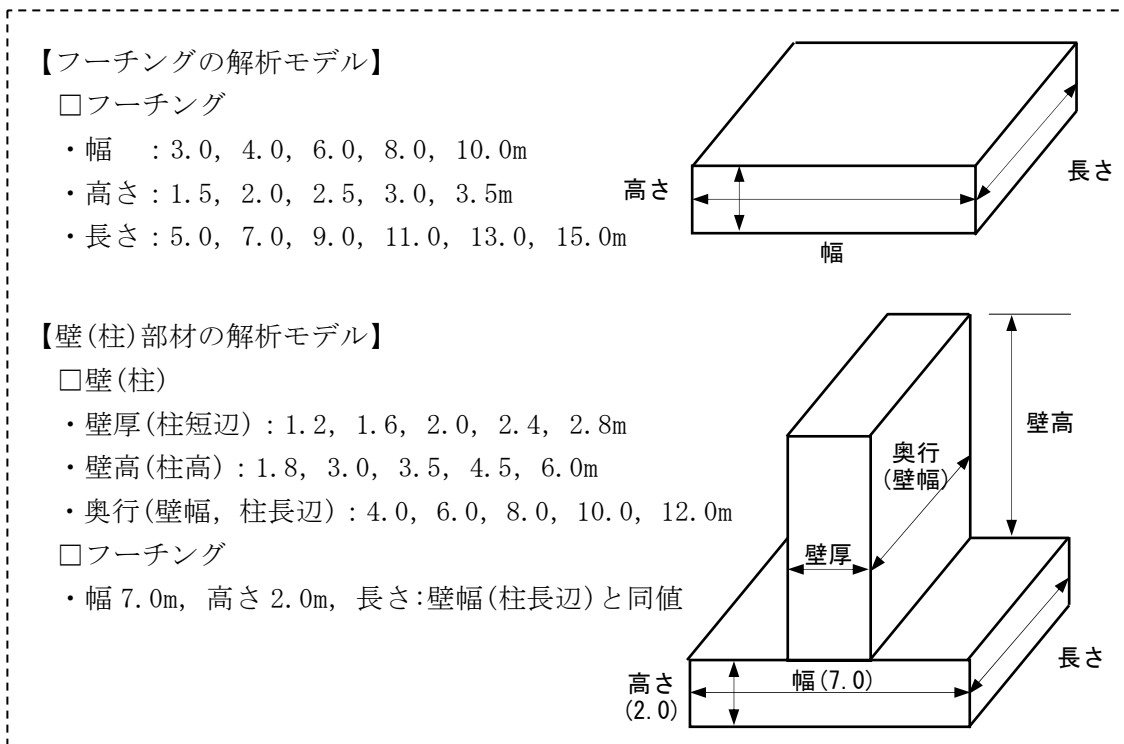 【フーチングの解析モデル】
□フーチング
・幅　：3.0, 4.0, 6.0, 8.0, 10.0m
・高さ：1.5, 2.0, 2.5, 3.0, 3.5m
・長さ：5.0, 7.0, 9.0, 11.0, 13.0, 15.0m
高さ
幅
長さ
【壁(柱)部材の解析モデル】
□壁(柱)
・壁厚(柱短辺)：1.2, 1.6, 2.0, 2.4, 2.8m
・壁高(柱高)：1.8, 3.0, 3.5, 4.5, 6.0m
・奥行(壁幅, 柱長辺)：4.0, 6.0, 8.0, 10.0, 12.0m
□フーチング
・幅 7.0m, 高さ 2.0m, 長さ:壁幅(柱長辺)と同値
壁高
奥行
(壁幅)
壁厚
長さ
幅(7.0)
高さ
(2.0)